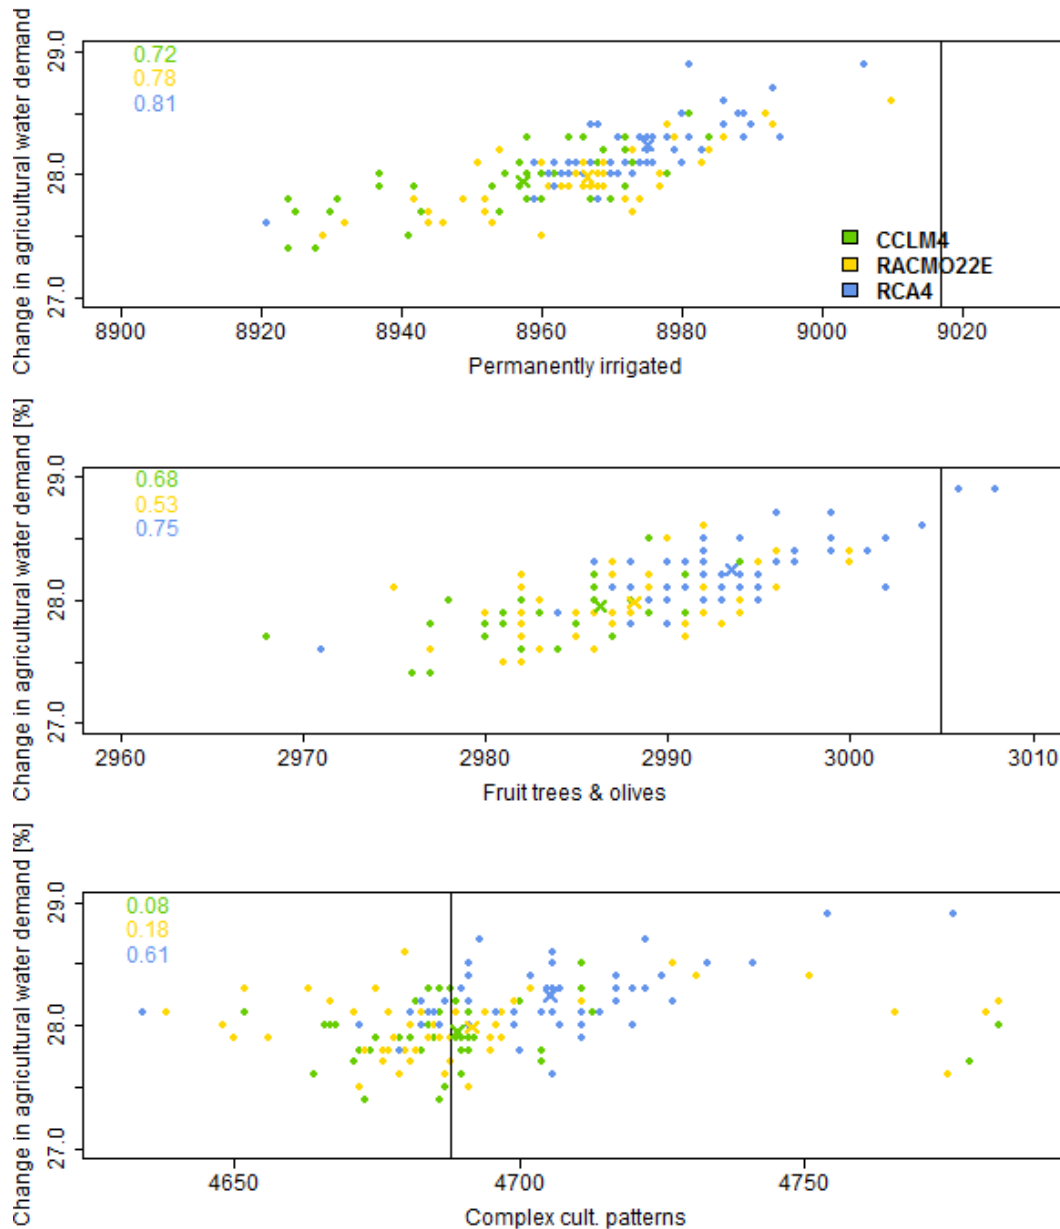 Change in agricultural water demand
29.0
28.0
27.0
0.72
0.78
0.81
CCLM4
RACMO22E
RCA4
8900 8920 8940 8960 8980 9000 9020
Permanently irrigated
Change in agricultural water demand [%]
29.0
28.0
27.0
0.68
0.53
0.75
2960 2970 2980 2990 3000 3010
Fruit trees & olives
Change in agricultural water demand [%]
29.0
28.0
27.0
0.08
0.18
0.61
4650 4700 4750
Complex cult. patterns